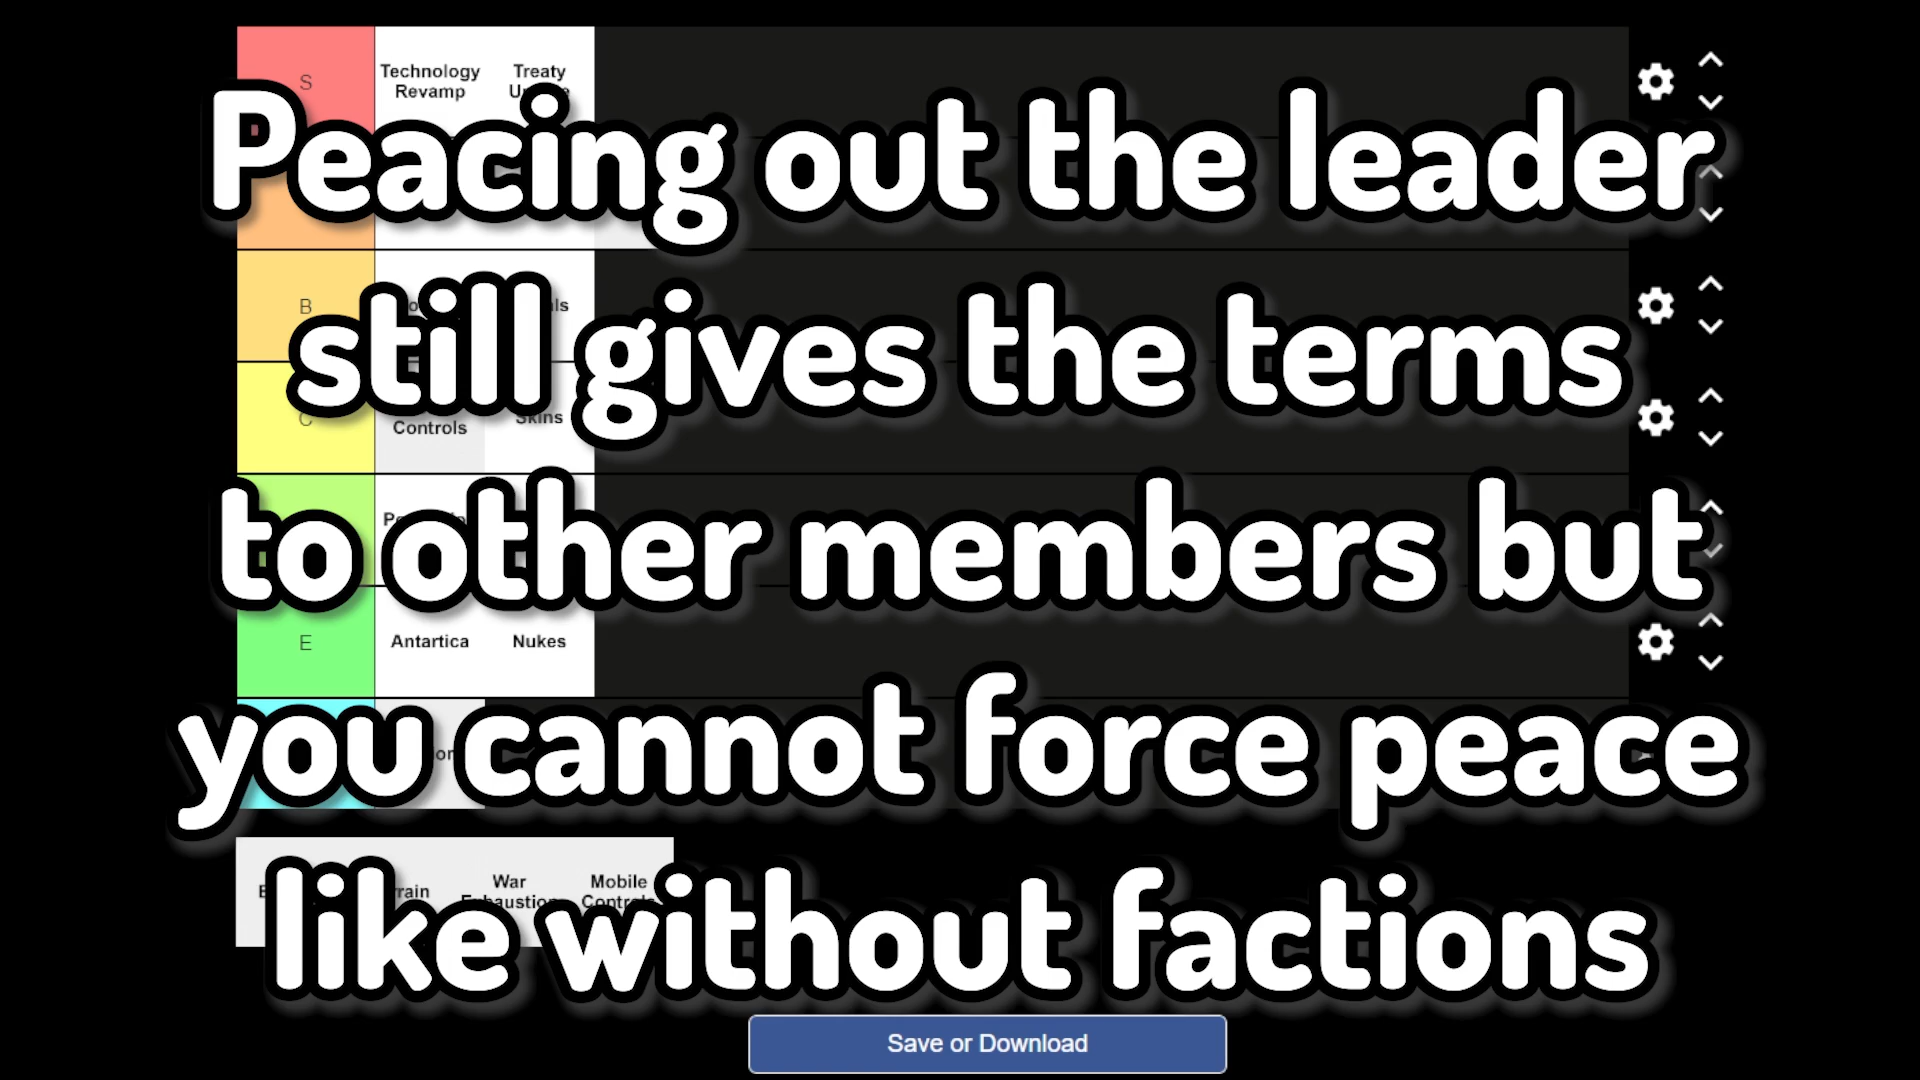 S
Technology
Revamp
Treaty
Peacing out the leader
B
still gives the terms
C
Controls
Skins
to other members but
E
Antartica
Nukes
you cannot force peace
War
Mobile
like without factions
Save or Download